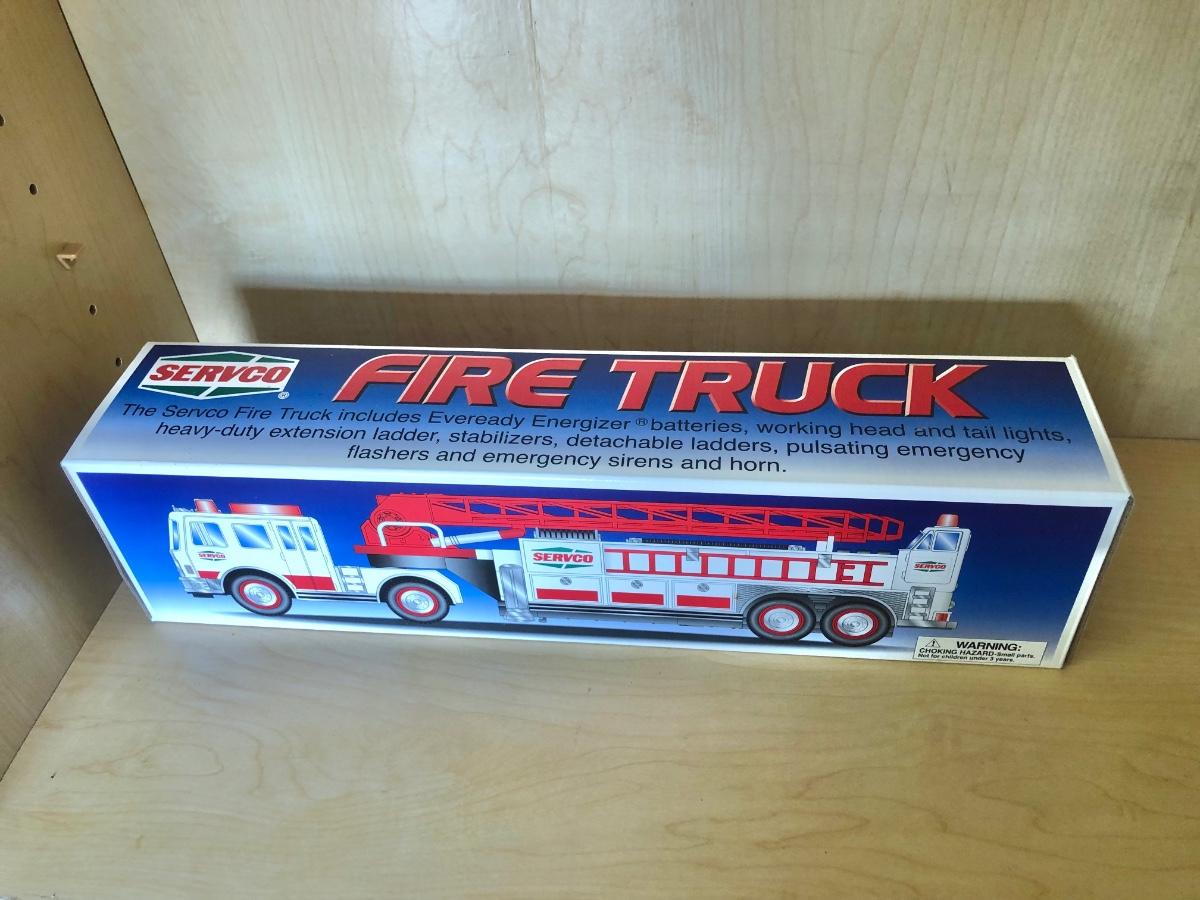 SERVCO ®
FIRE TRUCK
The Servco Fire Truck includes Eveready Energizer® batteries, working head and tail lights,
heavy-duty extension ladder, stabilizers, detachable ladders, pulsating emergency
flashers and emergency sirens and horn.
SERVCO
SERVCO
SERVCO
WARNING:
CHOKING HAZARD-Small parts.
Not for children under 3 years.